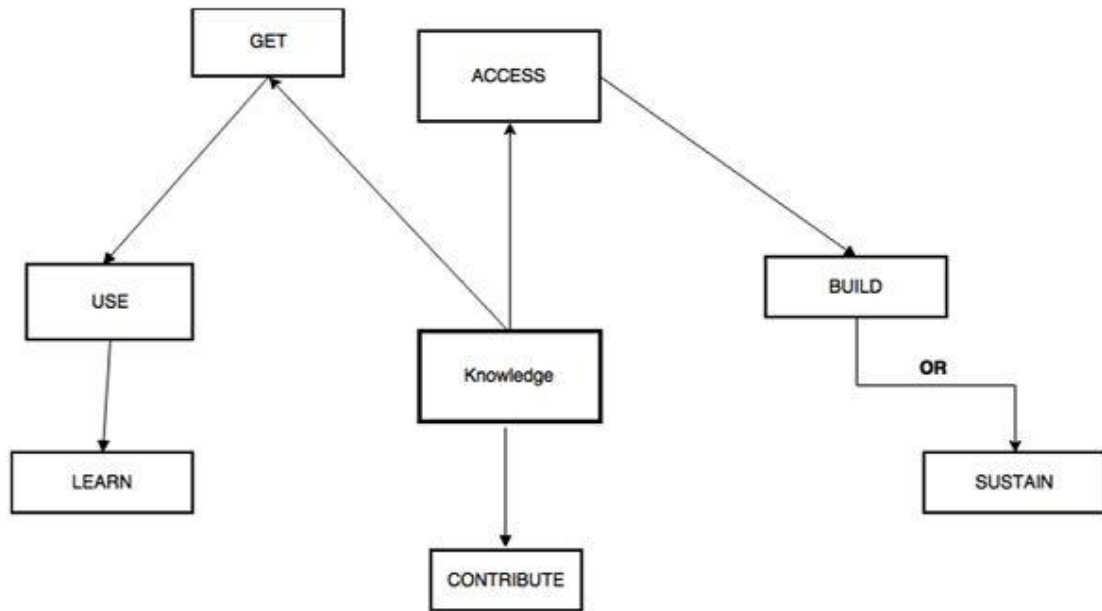 GET
ACCESS
USE
BUILD
Knowledge
OR
LEARN
SUSTAIN
CONTRIBUTE